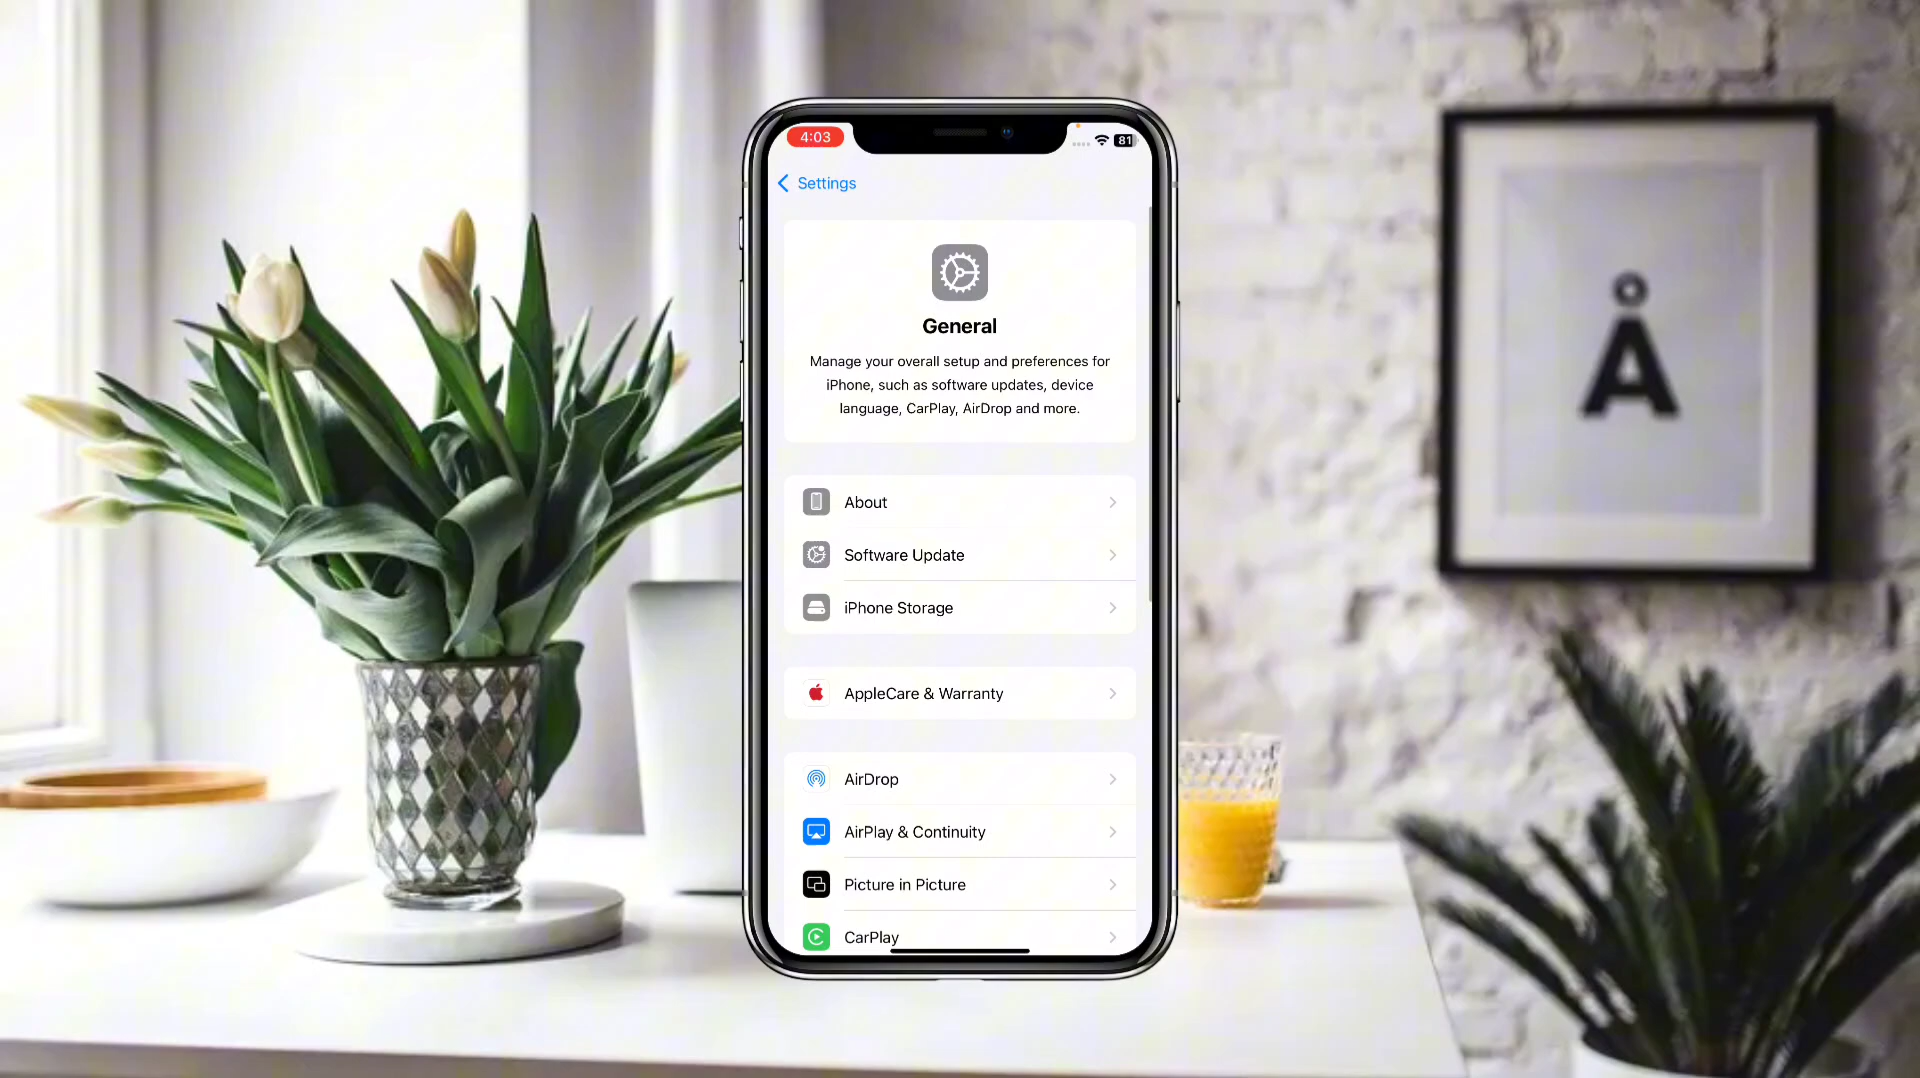 4:03
81
Settings
General
Manage your overall setup and preferences for
iPhone, such as software updates, device
language, CarPlay, AirDrop and more.
About
Software Update
iPhone Storage
AppleCare & Warranty
AirDrop
AirPlay & Continuity
Picture in Picture
CarPlay
Å